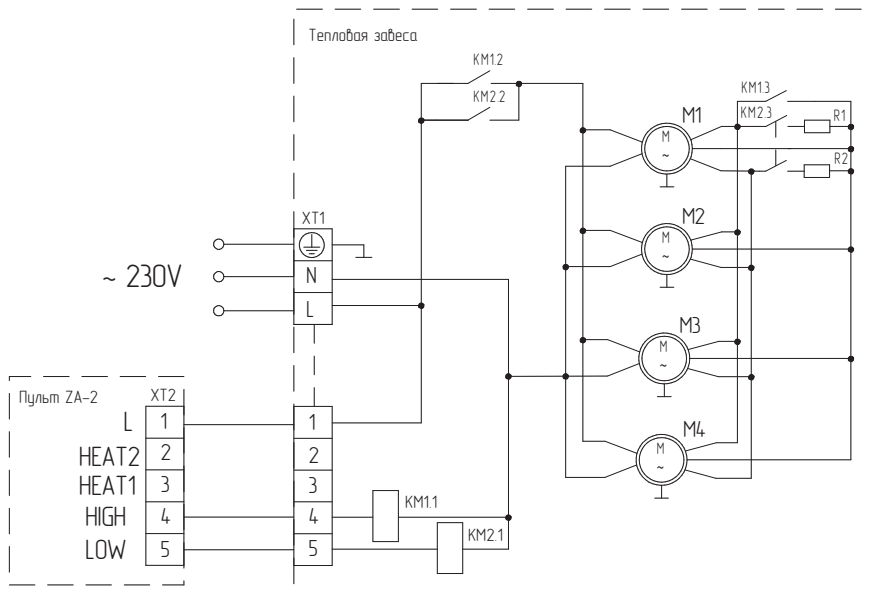 Тепловая завеса
KM1.2
KM2.2
KM1.3
KM2.3
R1
R2
M1
M
~
M2
M
~
M3
M
~
M4
M
~
XT1
~ 230V
N
L
Пульт ZA-2
XT2
L 1 1
HEAT2 2 2
HEAT1 3 3
HIGH 4 4
KM1.1
LOW 5 5
KM2.1